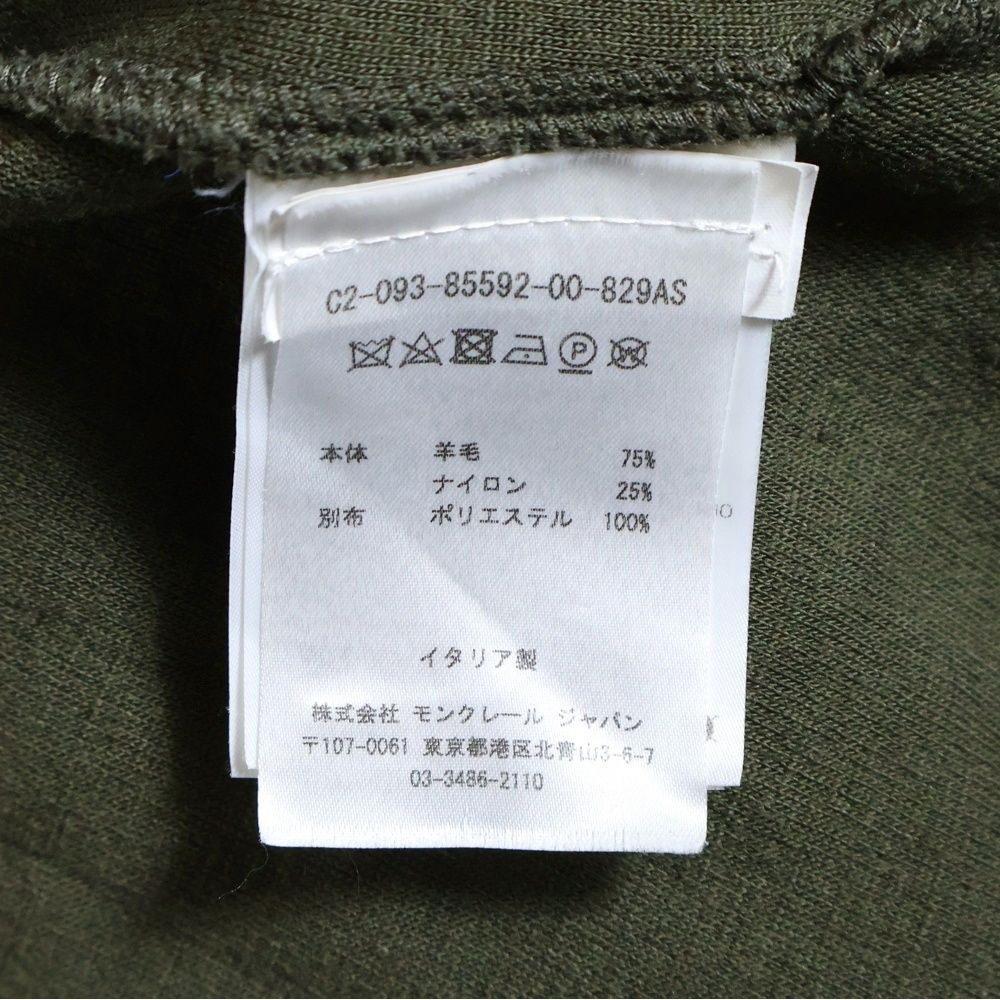 C2-093-85592-00-829AS
P
W
本体 羊毛 75%
ナイロン 25%
別布 ポリエステル 100%
イタリア製
株式会社 モンクレール ジャパン
〒107-0061 東京都港区北青山3-6-7
03-3486-2110